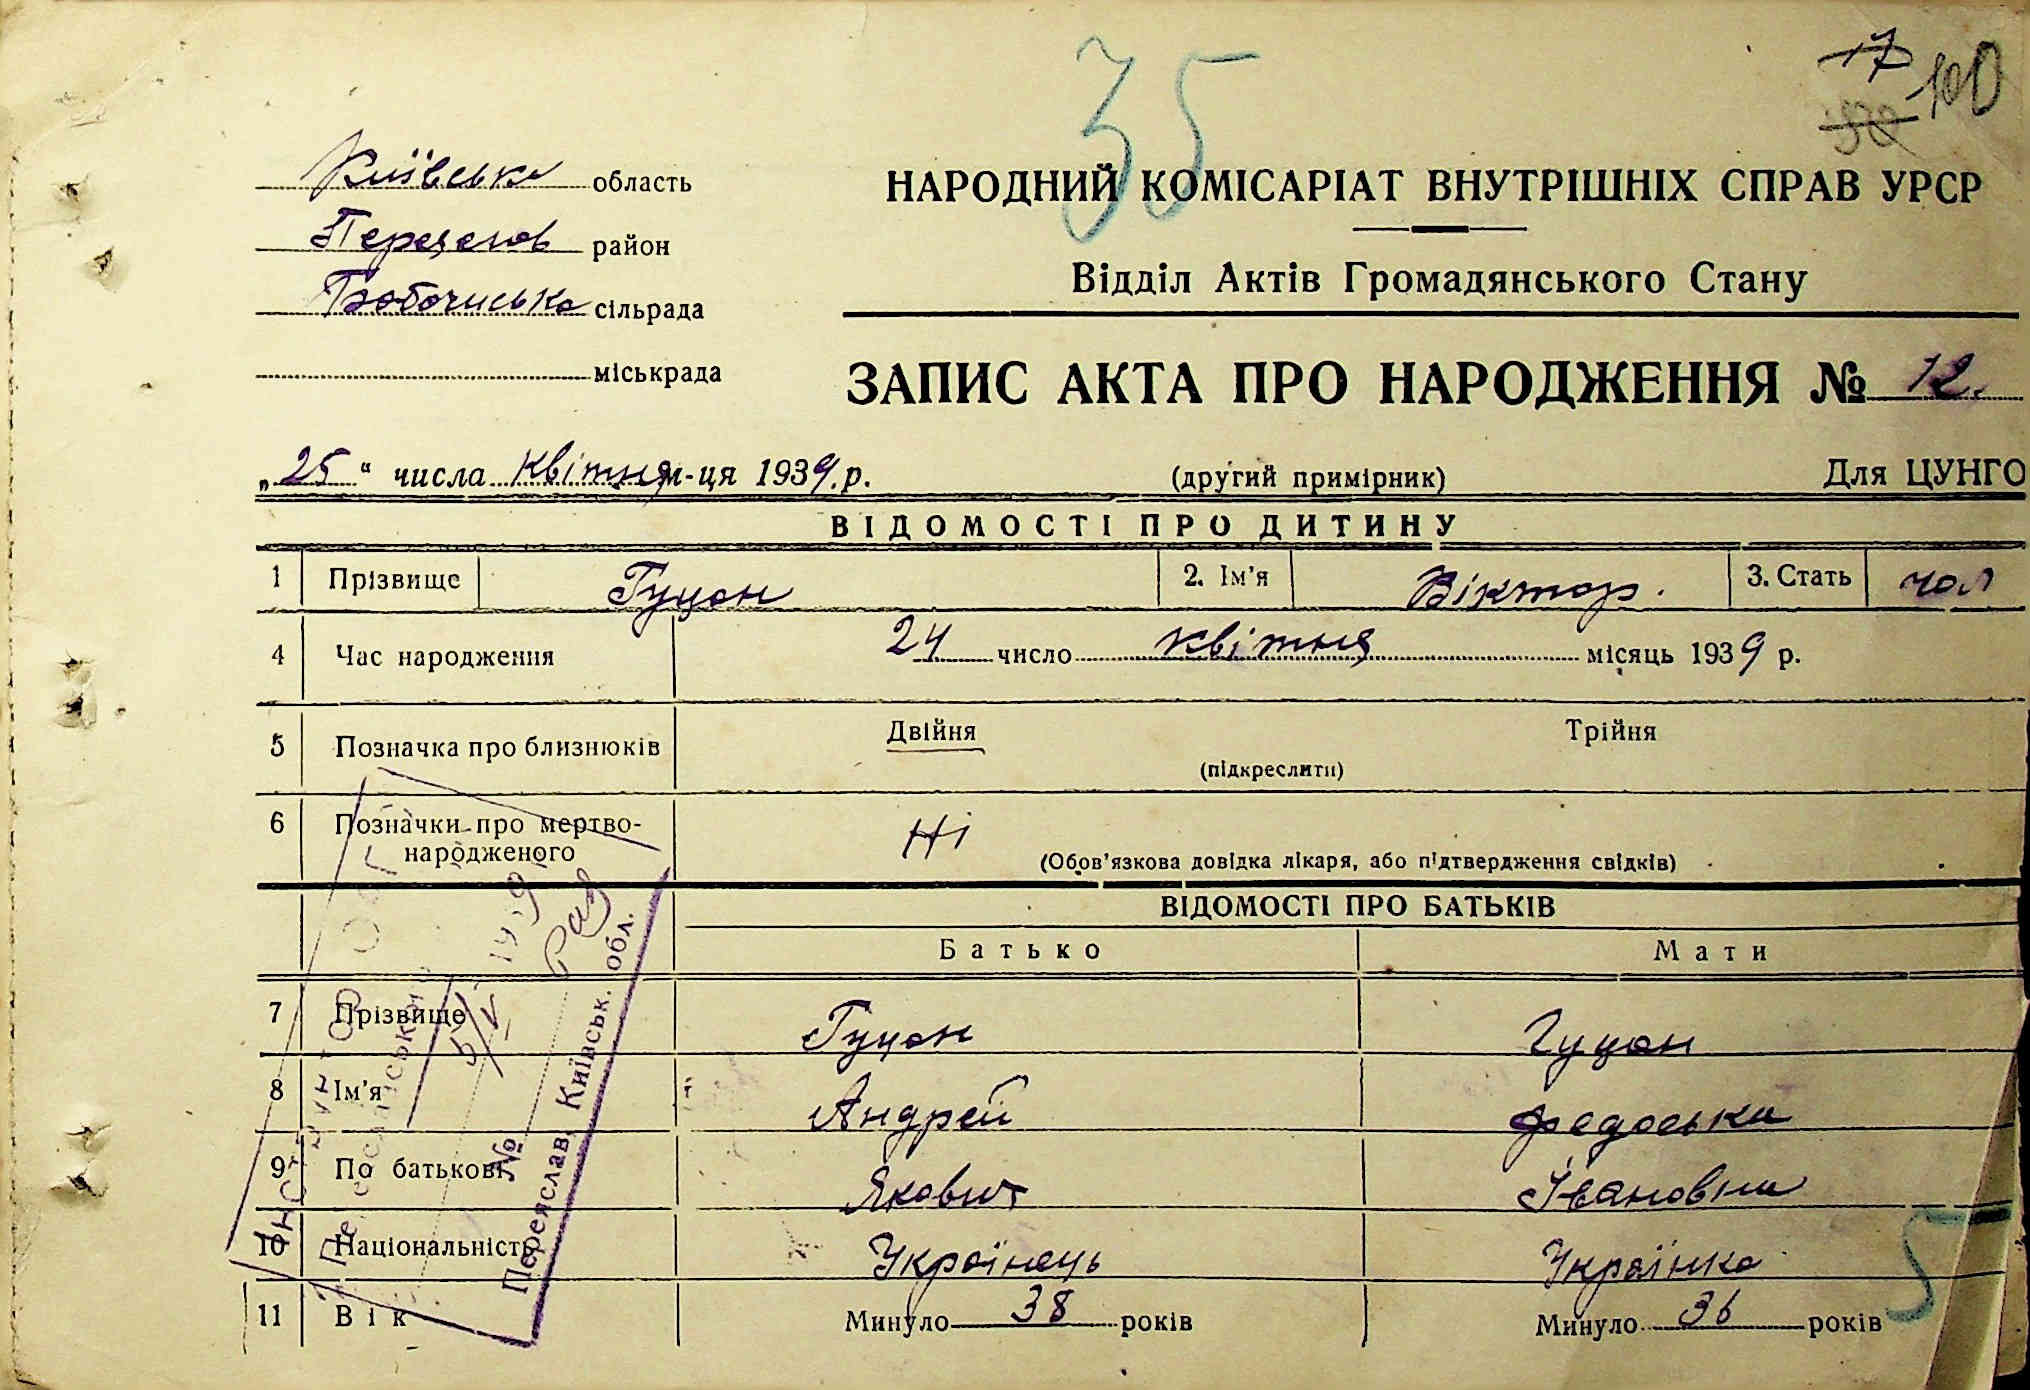 35
17
100
Київська область
НАРОДНИЙ КОМІСАРІАТ ВНУТРІШНІХ СПРАВ УРСР
район
Відділ Актів Громадянського Стану
сільрада
міськрада
ЗАПИС АКТА ПРО НАРОДЖЕННЯ № 12.
„25“ числа квітня м-ця 1939.р. (другий примірник) Для ЦУНГО
ВІДОМОСТІ ПРО ДИТИНУ
1 Прізвище Гуцон 2. Ім'я Віктор. 3. Стать чол
4 Час народження 24 число квітня місяць 1939 р.
5 Позначка про близнюків Двійня Трійня
(підкреслити)
6 Позначки про мертво-
народженого Ні
(Обов'язкова довідка лікаря, або підтвердження свідків)
ВІДОМОСТІ ПРО БАТЬКІВ
Батько Мати
7 Прізвище Гуцон Гуцон
8 Ім'я Андрей Федоська
9 По батькові Якович Івановна
10 Національність Українець Українка
11 Вік Минуло 38 років Минуло 36 років
5
№
Переяслав, Київськ. обл.